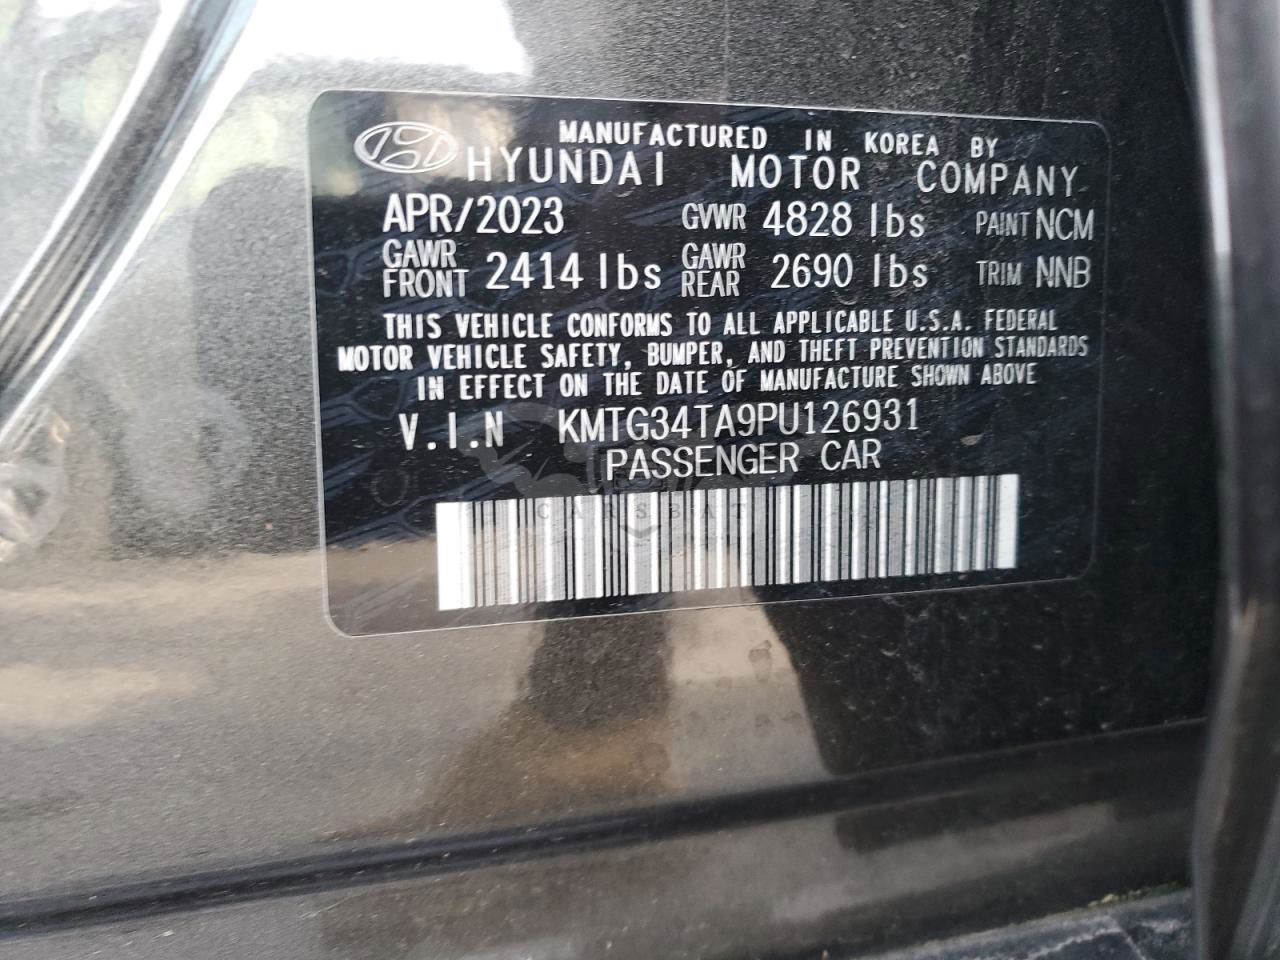 MANUFACTURED IN KOREA BY
HYUNDAI MOTOR COMPANY
APR/2023 GVWR 4828 lbs PAINT NCM
GAWR FRONT 2414 lbs GAWR REAR 2690 lbs TRIM NNB
THIS VEHICLE CONFORMS TO ALL APPLICABLE U.S.A. FEDERAL
MOTOR VEHICLE SAFETY, BUMPER, AND THEFT PREVENTION STANDARDS
IN EFFECT ON THE DATE OF MANUFACTURE SHOWN ABOVE
V.I.N KMTG34TA9PU126931
PASSENGER CAR
CARSBAT